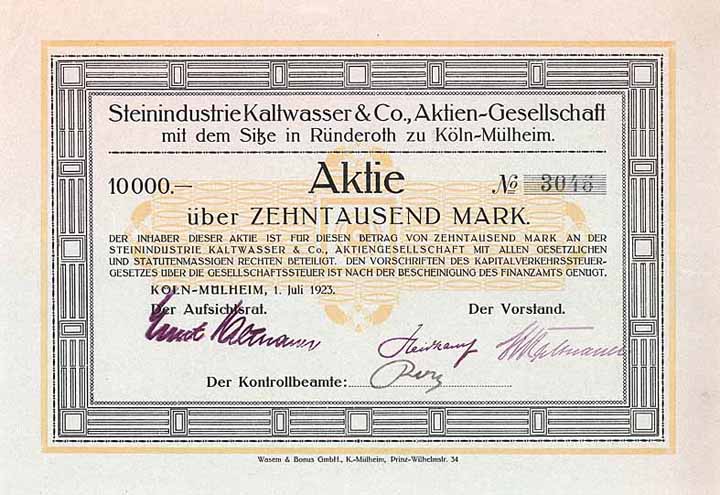 Steinindustrie Kaltwasser & Co., Aktien-Gesellschaft
mit dem Sitze in Ründeroth zu Köln-Mülheim.
10000.— Aktie №
über ZEHNTAUSEND MARK.
DER INHABER DIESER AKTIE IST FÜR DIESEN BETRAG VON ZEHNTAUSEND MARK AN DER
STEININDUSTRIE KALTWASSER & Co., AKTIENGESELLSCHAFT MIT ALLEN GESETZLICHEN
UND STATUTENMASSIGEN RECHTEN BETEILIGT. DEN VORSCHRIFTEN DES KAPITALVERKEHRSSTEUER-
GESETZES ÜBER DIE GESELLSCHAFTSSTEUER IST NACH DER BESCHEINIGUNG DES FINANZAMTS GENÜGT.
KÖLN-MÜLHEIM, 1. Juli 1923.
Der Aufsichtsrat. Der Vorstand.
Der Kontrollbeamte:
Wasem & Bonus GmbH., K.-Mülheim, Prinz-Wilhelmstr. 34